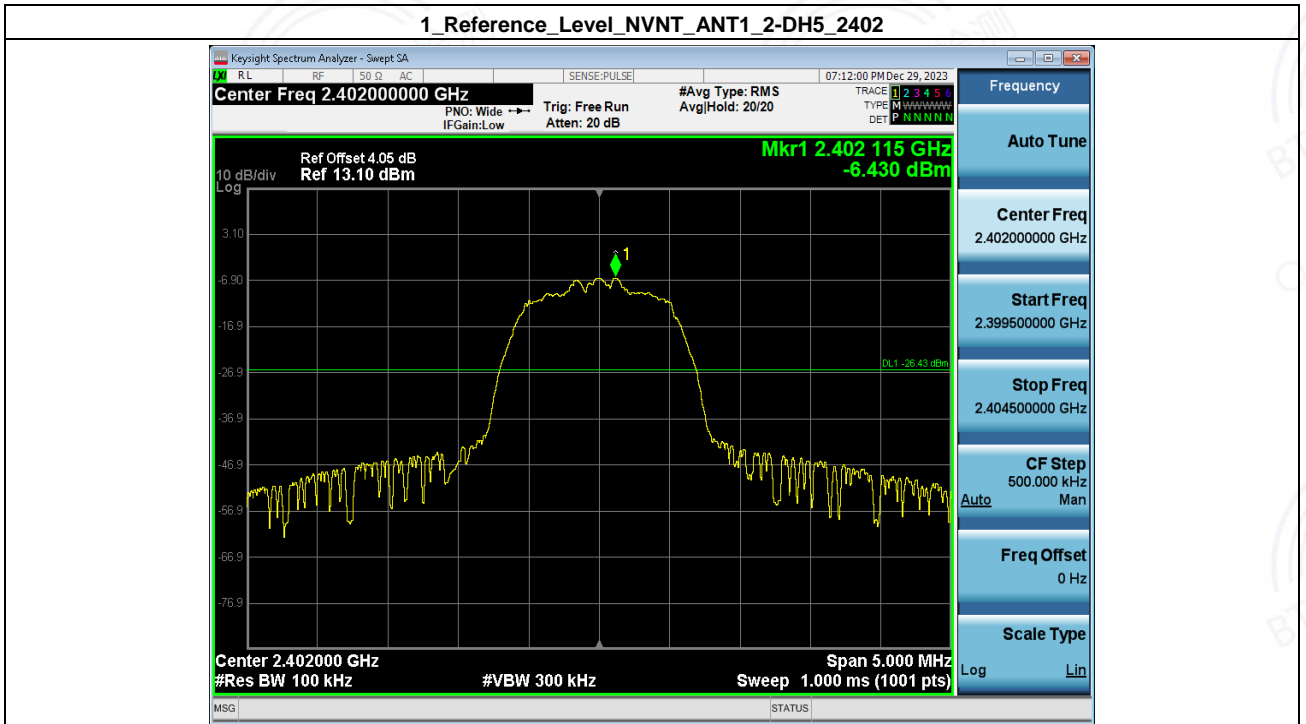 1_Reference_Level_NVNT_ANT1_2-DH5_2402
Keysight Spectrum Analyzer - Swept SA
LXI RL RF 50 Ω AC SENSE:PULSE 07:12:00 PM Dec 29, 2023
Center Freq 2.402000000 GHz
PNO: Wide
IFGain:Low
Trig: Free Run
Atten: 20 dB
#Avg Type: RMS
Avg|Hold: 20/20
TRACE 1 2 3 4 5 6
TYPE M WWWWW
DET P N N N N N
Frequency
Mkr1 2.402 115 GHz
-6.430 dBm
Ref Offset 4.05 dB
10 dB/div Ref 13.10 dBm
Log
3.10
-6.90
-16.9
-26.9
-36.9
-46.9
-56.9
-66.9
-76.9
1
DL1 -26.43 dBm
Center 2.402000 GHz Span 5.000 MHz
#Res BW 100 kHz #VBW 300 kHz Sweep 1.000 ms (1001 pts)
MSG STATUS
Auto Tune
Center Freq
2.402000000 GHz
Start Freq
2.399500000 GHz
Stop Freq
2.404500000 GHz
CF Step
500.000 kHz
Auto Man
Freq Offset
0 Hz
Scale Type
Log Lin